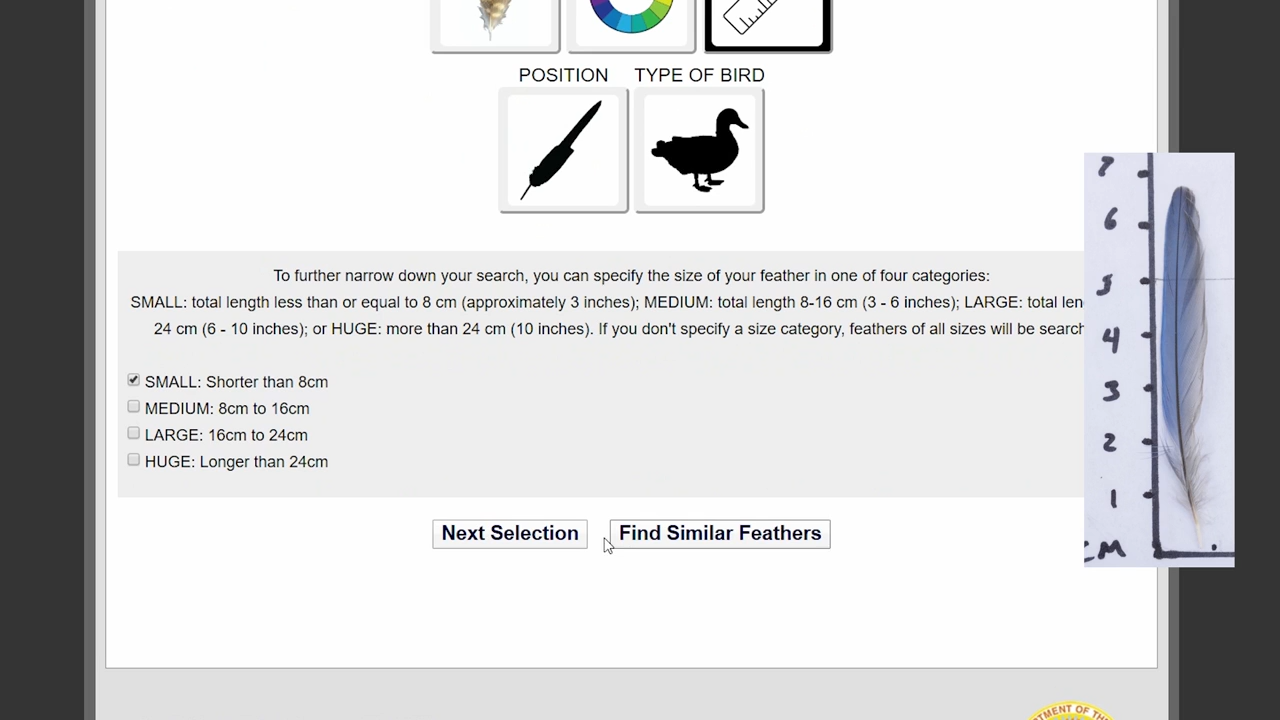 POSITION TYPE OF BIRD
To further narrow down your search, you can specify the size of your feather in one of four categories:
SMALL: total length less than or equal to 8 cm (approximately 3 inches); MEDIUM: total length 8-16 cm (3 - 6 inches); LARGE: total len
24 cm (6 - 10 inches); or HUGE: more than 24 cm (10 inches). If you don't specify a size category, feathers of all sizes will be search
SMALL: Shorter than 8cm
MEDIUM: 8cm to 16cm
LARGE: 16cm to 24cm
HUGE: Longer than 24cm
Next Selection Find Similar Feathers
7
6
5
4
3
2
1
CM
TMENT OF TH